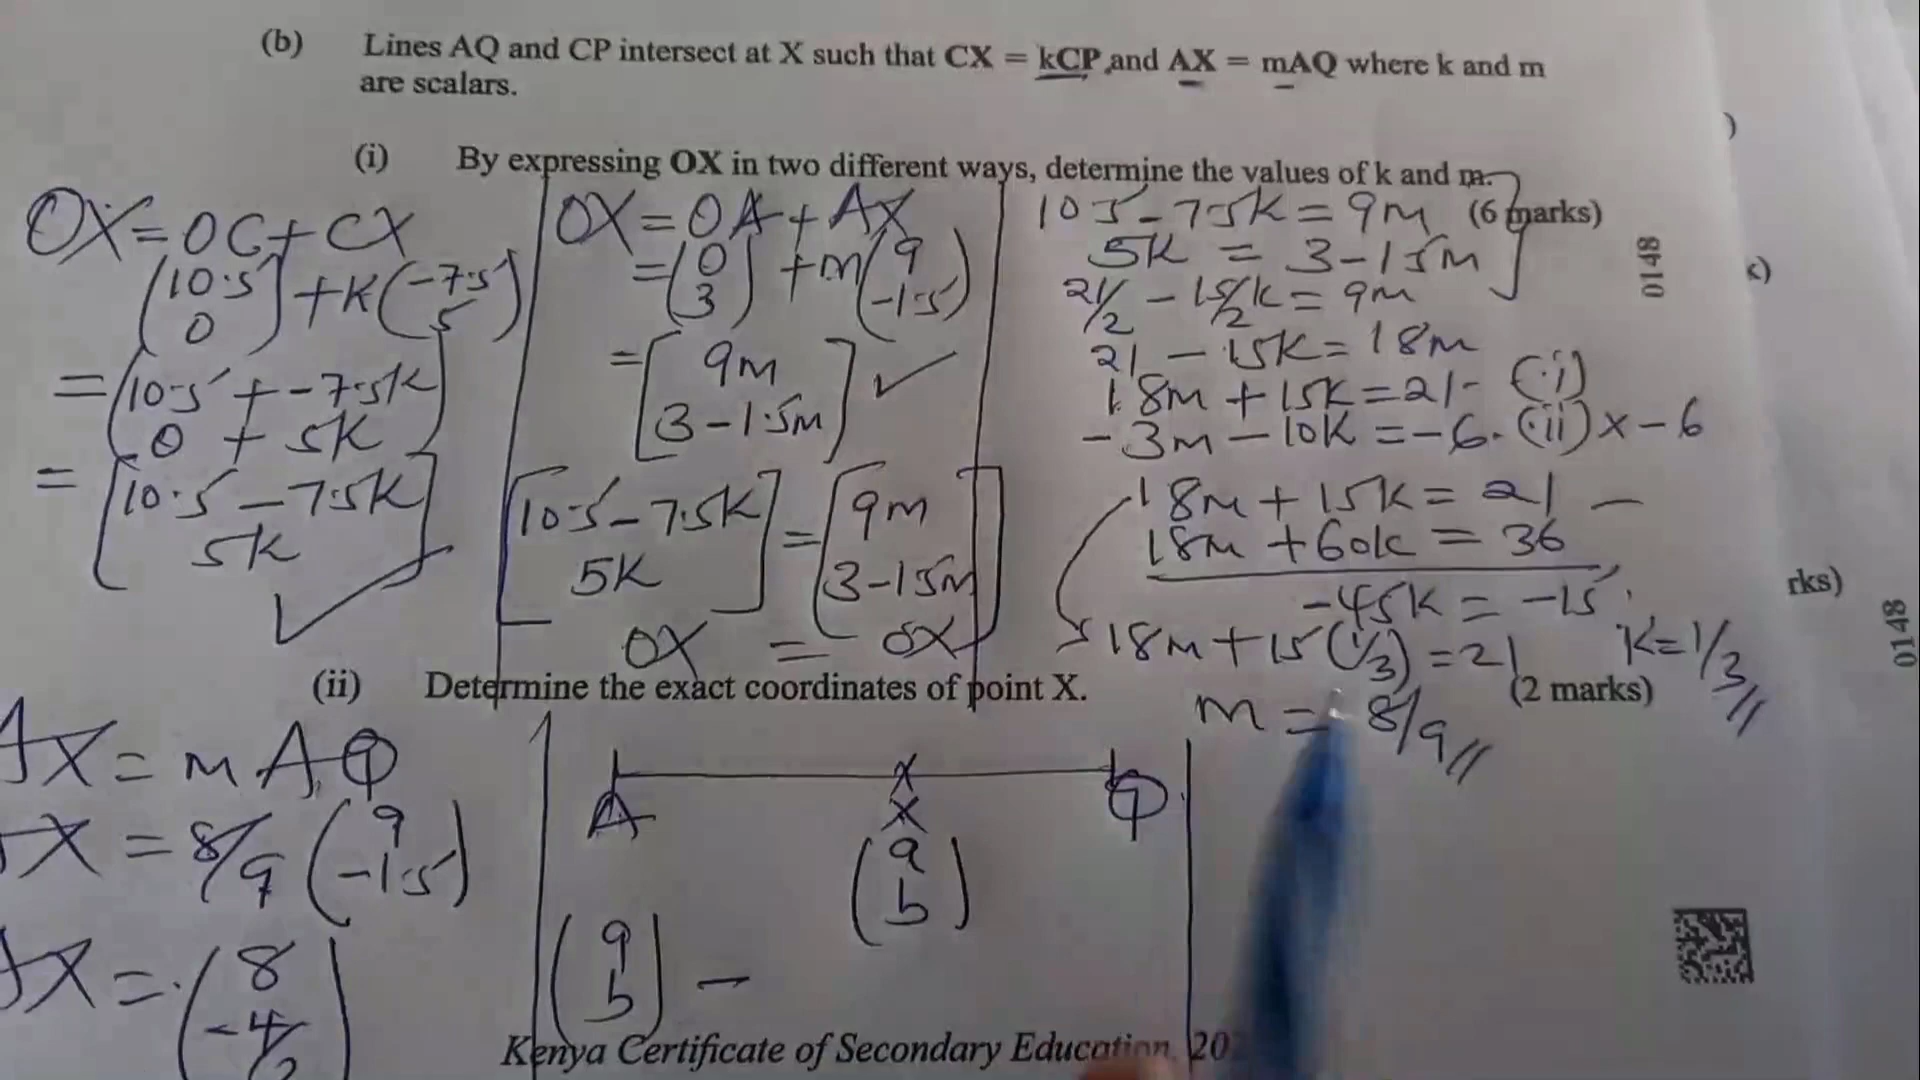 (b) Lines AQ and CP intersect at X such that CX = kCP and AX = mAQ where k and m
are scalars.
(i) By expressing OX in two different ways, determine the values of k and m.
(6 marks)
OX = OC + CX
(10.5 0) + K(-7.5 5)
= (10.5 + -7.5K 0 + 5K)
= [10.5 - 7.5K 5K]
OX = OA + AX
= (0 3) + m(9 -1.5)
= [9m 3 - 1.5m] ✓
[10.5 - 7.5K 5K] = [9m 3 - 1.5m]
OX = OX
10.5 - 7.5K = 9m
5K = 3 - 1.5m
21/2 - 15/2 K = 9m
21 - 15K = 18m
18m + 15K = 21 - (i)
-3m - 10K = -6 . (ii) x - 6
18m + 15K = 21 -
18m + 60K = 36
-45K = -15
18m + 15(1/3) = 21 K = 1/3//
m = 8/9//
(ii) Determine the exact coordinates of point X. (2 marks)
AX = mAQ
AX = 8/9 (9 -1.5)
AX = (8 -4/
A X Q
(a b)
(a b) -
Kenya Certificate of Secondary Education, 202
0148
rks)
0148
)